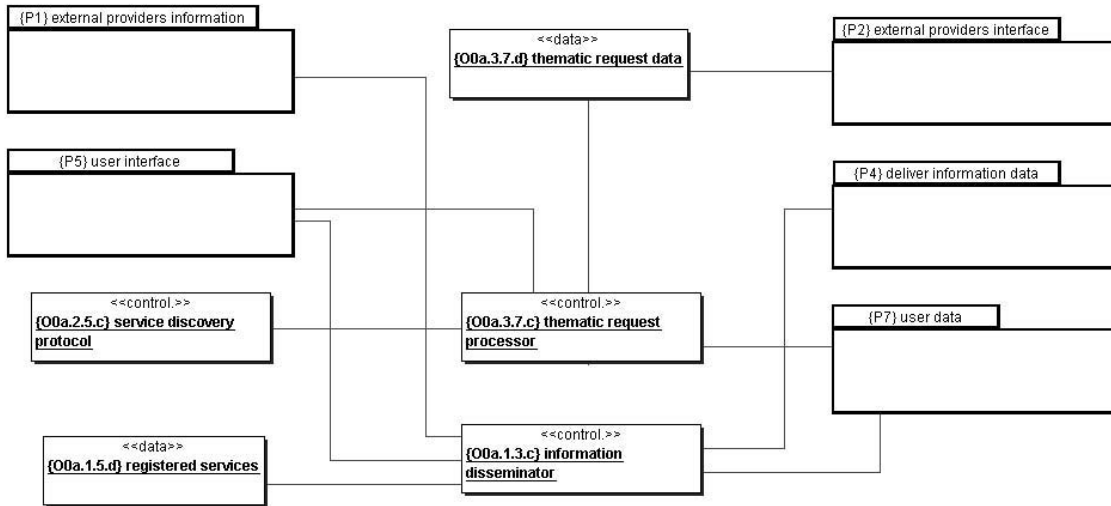 {P1} external providers information
<<data>>
{O0a.3.7.d} thematic request data
{P2} external providers interface
{P5} user interface
{P4} deliver information data
<<control.>>
{O0a.2.5.c} service discovery
protocol
<<control.>>
{O0a.3.7.c} thematic request
processor
{P7} user data
<<data>>
{O0a.1.5.d} registered services
<<control.>>
{O0a.1.3.c} information
disseminator